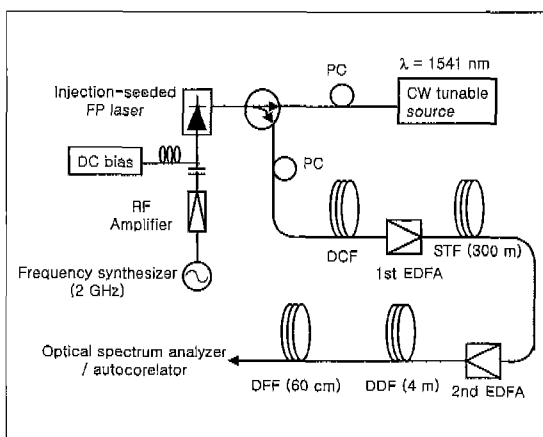 Injection-seeded
FP laser
PC
λ = 1541 nm
CW tunable
source
DC bias
PC
RF
Amplifier
DCF
1st EDFA
STF (300 m)
Frequency synthesizer
(2 GHz)
Optical spectrum analyzer
/ autocorelator
DFF (60 cm)
DDF (4 m)
2nd EDFA